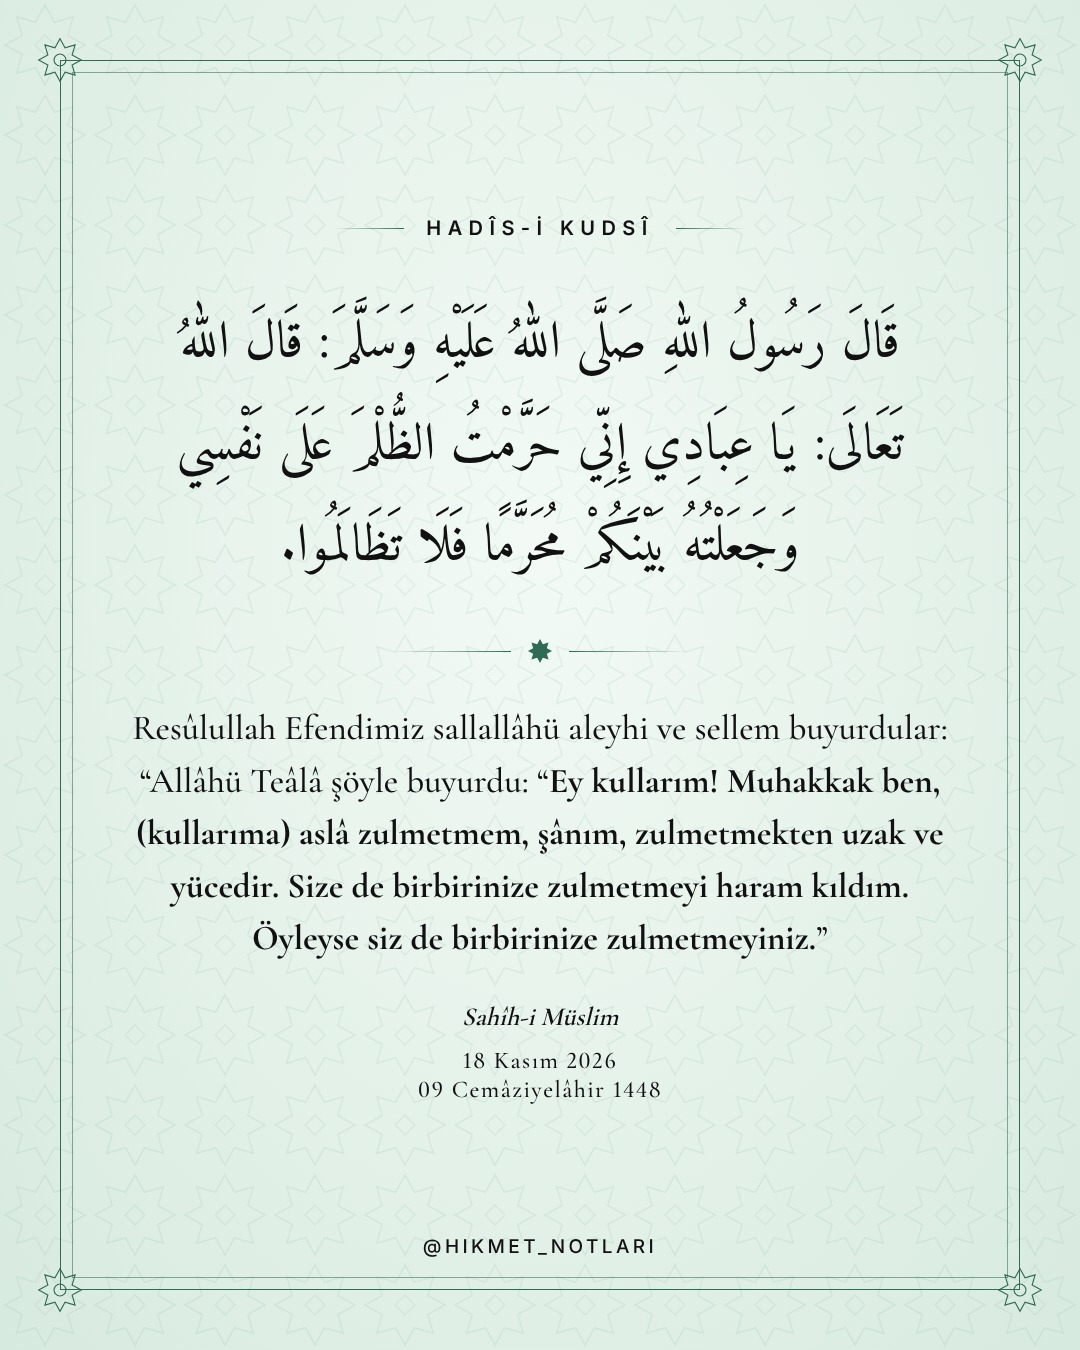 HADÎS-İ KUDSÎ
قَالَ رَسُولُ اللهِ صَلَّى اللهُ عَلَيْهِ وَسَلَّمَ: قَالَ اللهُ
تَعَالَى: يَا عِبَادِي إِنِّي حَرَّمْتُ الظُّلْمَ عَلَى نَفْسِي
وَجَعَلْتُهُ بَيْنَكُمْ مُحَرَّمًا فَلَا تَظَالَمُوا.
Resûlullah Efendimiz sallallâhü aleyhi ve sellem buyurdular:
“Allâhü Teâlâ şöyle buyurdu: “Ey kullarım! Muhakkak ben,
(kullarıma) aslâ zulmetmem, şânım, zulmetmekten uzak ve
yücedir. Size de birbirinize zulmetmeyi haram kıldım.
Öyleyse siz de birbirinize zulmetmeyiniz.”
Sahîh-i Müslim
18 Kasım 2026
09 Cemâziyelâhir 1448
@HIKMET_NOTLARI